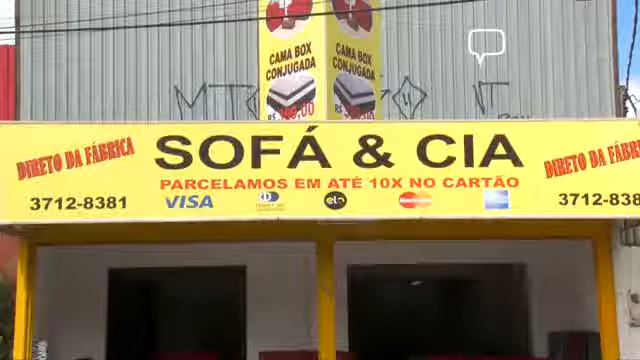 CAMA BOX
CONJUGADA
R$
CAMA BOX
CONJUGADA
R$
DIRETO DA FÁBRICA
3712-8381
SOFÁ & CIA
PARCELAMOS EM ATÉ 10X NO CARTÃO
VISA
elo
DIRETO DA FÁBR
3712-838